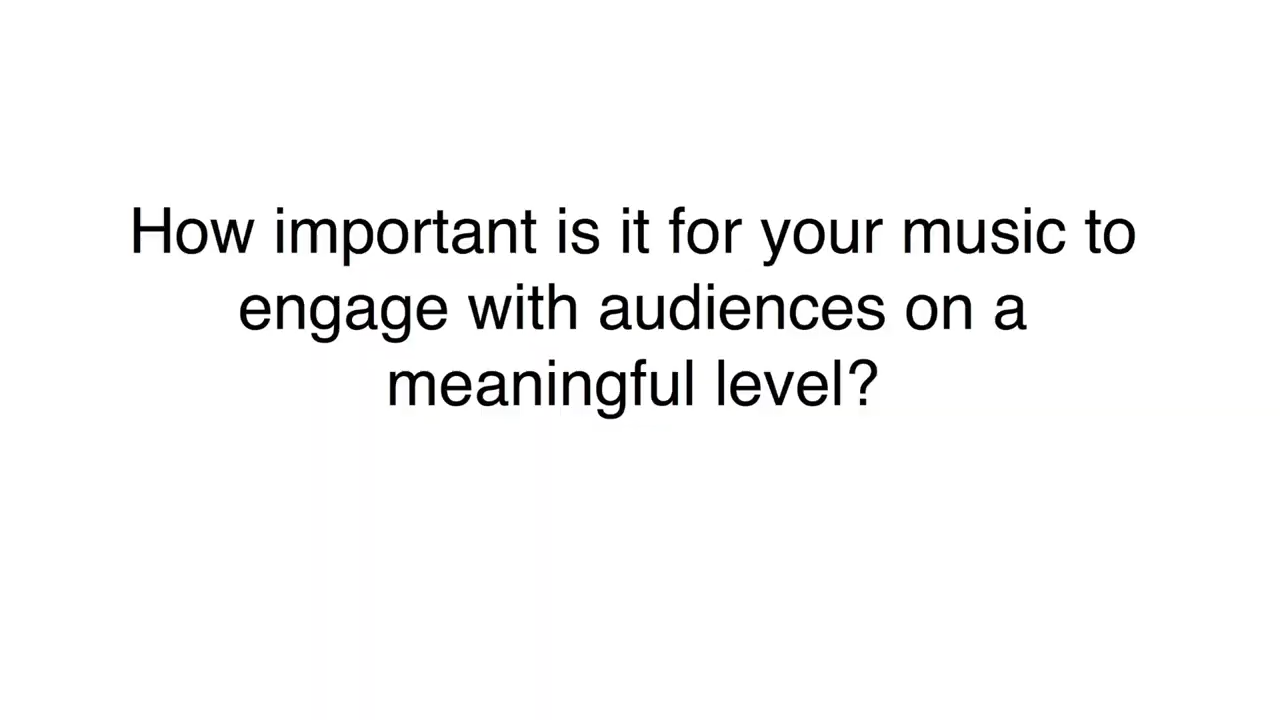 How important is it for your music to
engage with audiences on a
meaningful level?